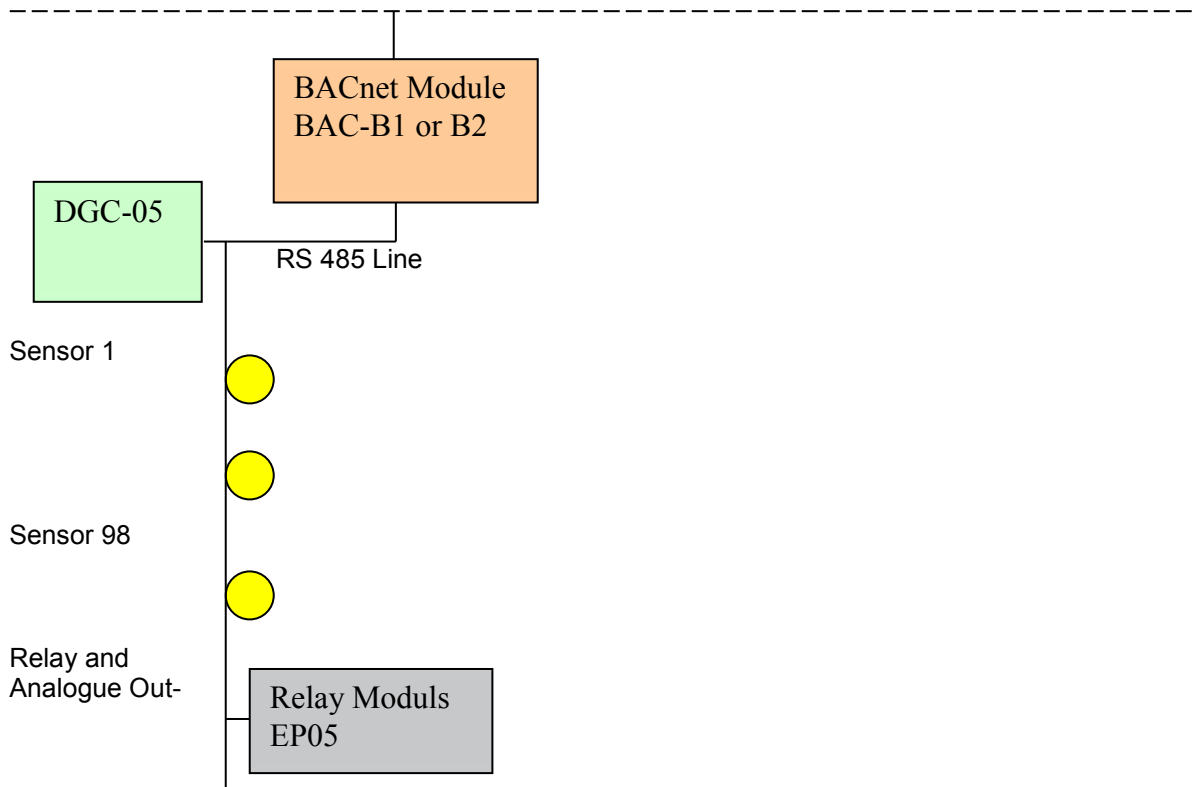 BACnet Module
BAC-B1 or B2
DGC-05
RS 485 Line
Sensor 1
Sensor 98
Relay and
Analogue Out-
Relay Moduls
EP05